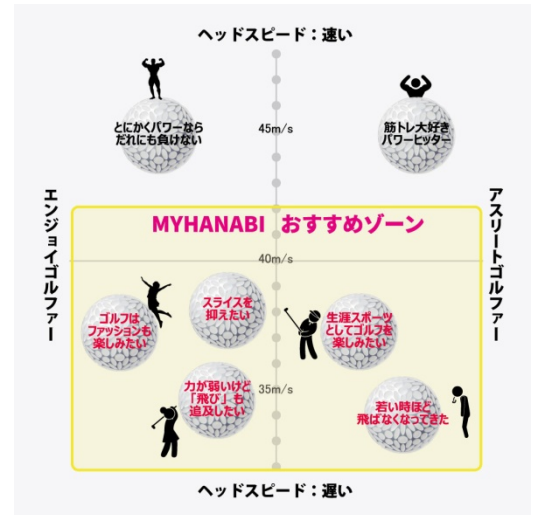 ヘッドスピード：速い
とにかくパワーなら
だれにも負けない
45m/s
筋トレ大好き
パワーヒッター
エンジョイゴルファー
アスリートゴルファー
MYHANABI おすすめゾーン
40m/s
ゴルフは
ファッションも
楽しみたい
スライスを
抑えたい
生涯スポーツ
としてゴルフを
楽しみたい
力が弱いけど
「飛び」も
追及したい
35m/s
若い時ほど
飛ばなくなってきた
ヘッドスピード：遅い